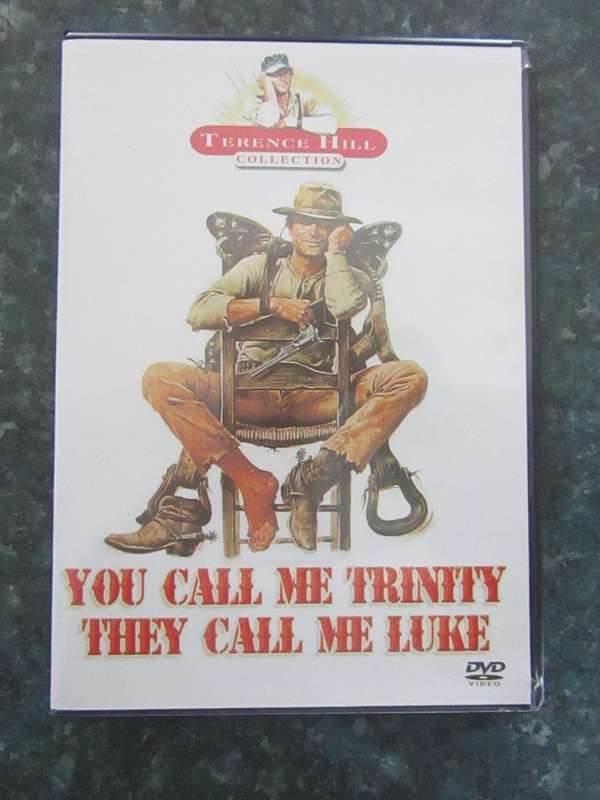 TERENCE HILL
COLLECTION
YOU CALL ME TRINITY
THEY CALL ME LUKE
DVD
VIDEO